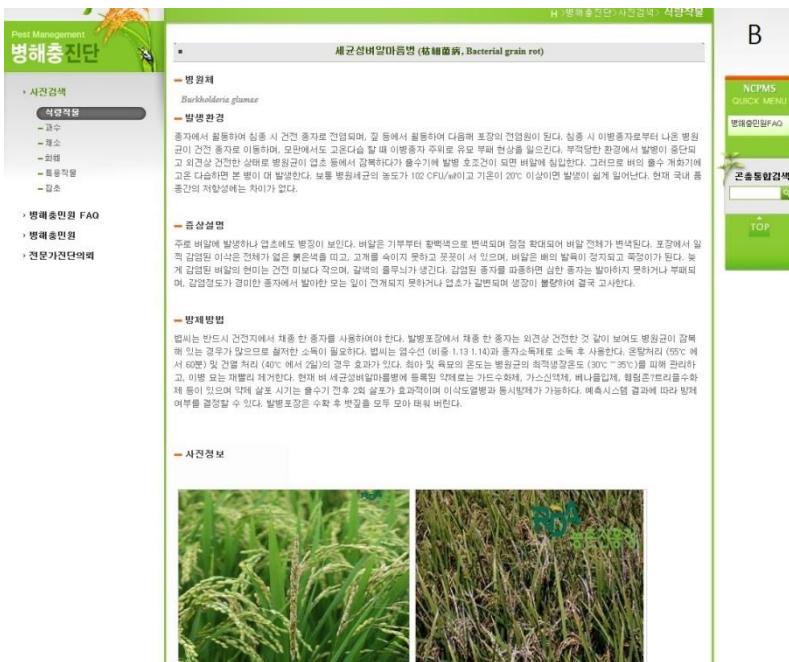 H >병해충진단>사진검색> 식량작물
B
Pest Manegement
병해충진단
사진검색
식량작물
과수
채소
화훼
특용작물
잡초
병해충민원 FAQ
병해충민원
전문가진단의뢰
세균성벼알마름병 (枯細菌病, Bacterial grain rot)
병원체
Burkholderia glumae
발생환경
종자에서 활동하여 심종 시 건전 종자로 전염되며, 짚 등에서 활동하여 다음해 포장의 전염원이 된다. 침종 시 이병종자로부터 나온 병원
균이 건전 종자로 이동하며, 모판에서도 고온다습 할 때 이병종자 주위로 유묘 부패 현상을 일으킨다. 부적당한 환경에서 발병이 중단되
고 외견상 건전한 상태로 병원균이 엽초 등에서 잠복하다가 출수기에 발병 호조건이 되면 벼알에 침입한다. 그러므로 벼의 출수 개화기에
고온 다습하면 본 병이 대 발생한다. 보통 병원세균의 농도가 102 CFU/㎖이고 기온이 20℃ 이상이면 발생이 쉽게 일어난다. 현재 국내 품
종간의 저항성에는 차이가 없다.
증상설명
주로 벼알에 발생하나 엽초에도 병징이 보인다. 벼알은 기부부터 황백색으로 변색되며 점점 확대되어 벼알 전체가 변색된다. 포장에서 일
찍 감염된 이삭은 전체가 엷은 붉은색을 띠고, 고개를 숙이지 못하고 꼿꼿이 서 있으며, 벼알은 배의 발육이 정지되고 쭉정이가 된다. 늦
게 감염된 벼알의 현미는 건전 미보다 작으며, 갈색의 줄무늬가 생긴다. 감염된 종자를 파종하면 심한 종자는 발아하지 못하거나 부패되
며, 감염정도가 경미한 종자에서 발아한 모는 잎이 전개되지 못하거나 엽초가 갈변되며 생장이 불량하여 결국 고사한다.
방제방법
볍씨는 반드시 건전지에서 채종 한 종자를 사용하여야 한다. 발병포장에서 채종 한 종자는 외견상 건전한 것 같이 보여도 병원균이 잠복
해 있는 경우가 많으므로 철저한 소독이 필요하다. 볍씨는 염수선 (비중 1.13 1.14)과 종자소독제로 소독 후 사용한다. 온탕처리 (55℃ 에
서 60분) 및 건열 처리 (40℃ 에서 2일)의 경우 효과가 있다. 최아 및 육묘의 온도는 병원균의 최적생장온도 (30℃ ~35℃)를 피해 관리하
고, 이병 묘는 재빨리 제거한다. 현재 벼 세균성벼알마름병에 등록된 약제로는 가드수화제, 가스신액제, 베나졸입제, 웜험존?트리졸수화
제 등이 있으며 약제 살포 시기는 출수기 전후 2회 살포가 효과적이며 이삭도열병과 동시방제가 가능하다. 예측시스템 결과에 따라 방제
여부를 결정할 수 있다. 발병포장은 수확 후 볏짚을 모두 모아 태워 버린다.
사진정보
RDA
농촌진흥청
NCPMS
QUICK MENU
병해충민원FAQ
곤충통합검색
TOP